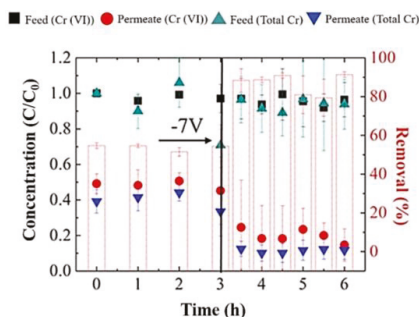 Feed (Cr (VI)) Permeate (Cr (VI)) Feed (Total Cr) Permeate (Total Cr)
Concentration (C/C₀)
1.2
1.0
0.8
0.6
0.4
0.2
0.0
-7V
100
80
60
40
20
0
Removal (%)
0 1 2 3 4 5 6
Time (h)